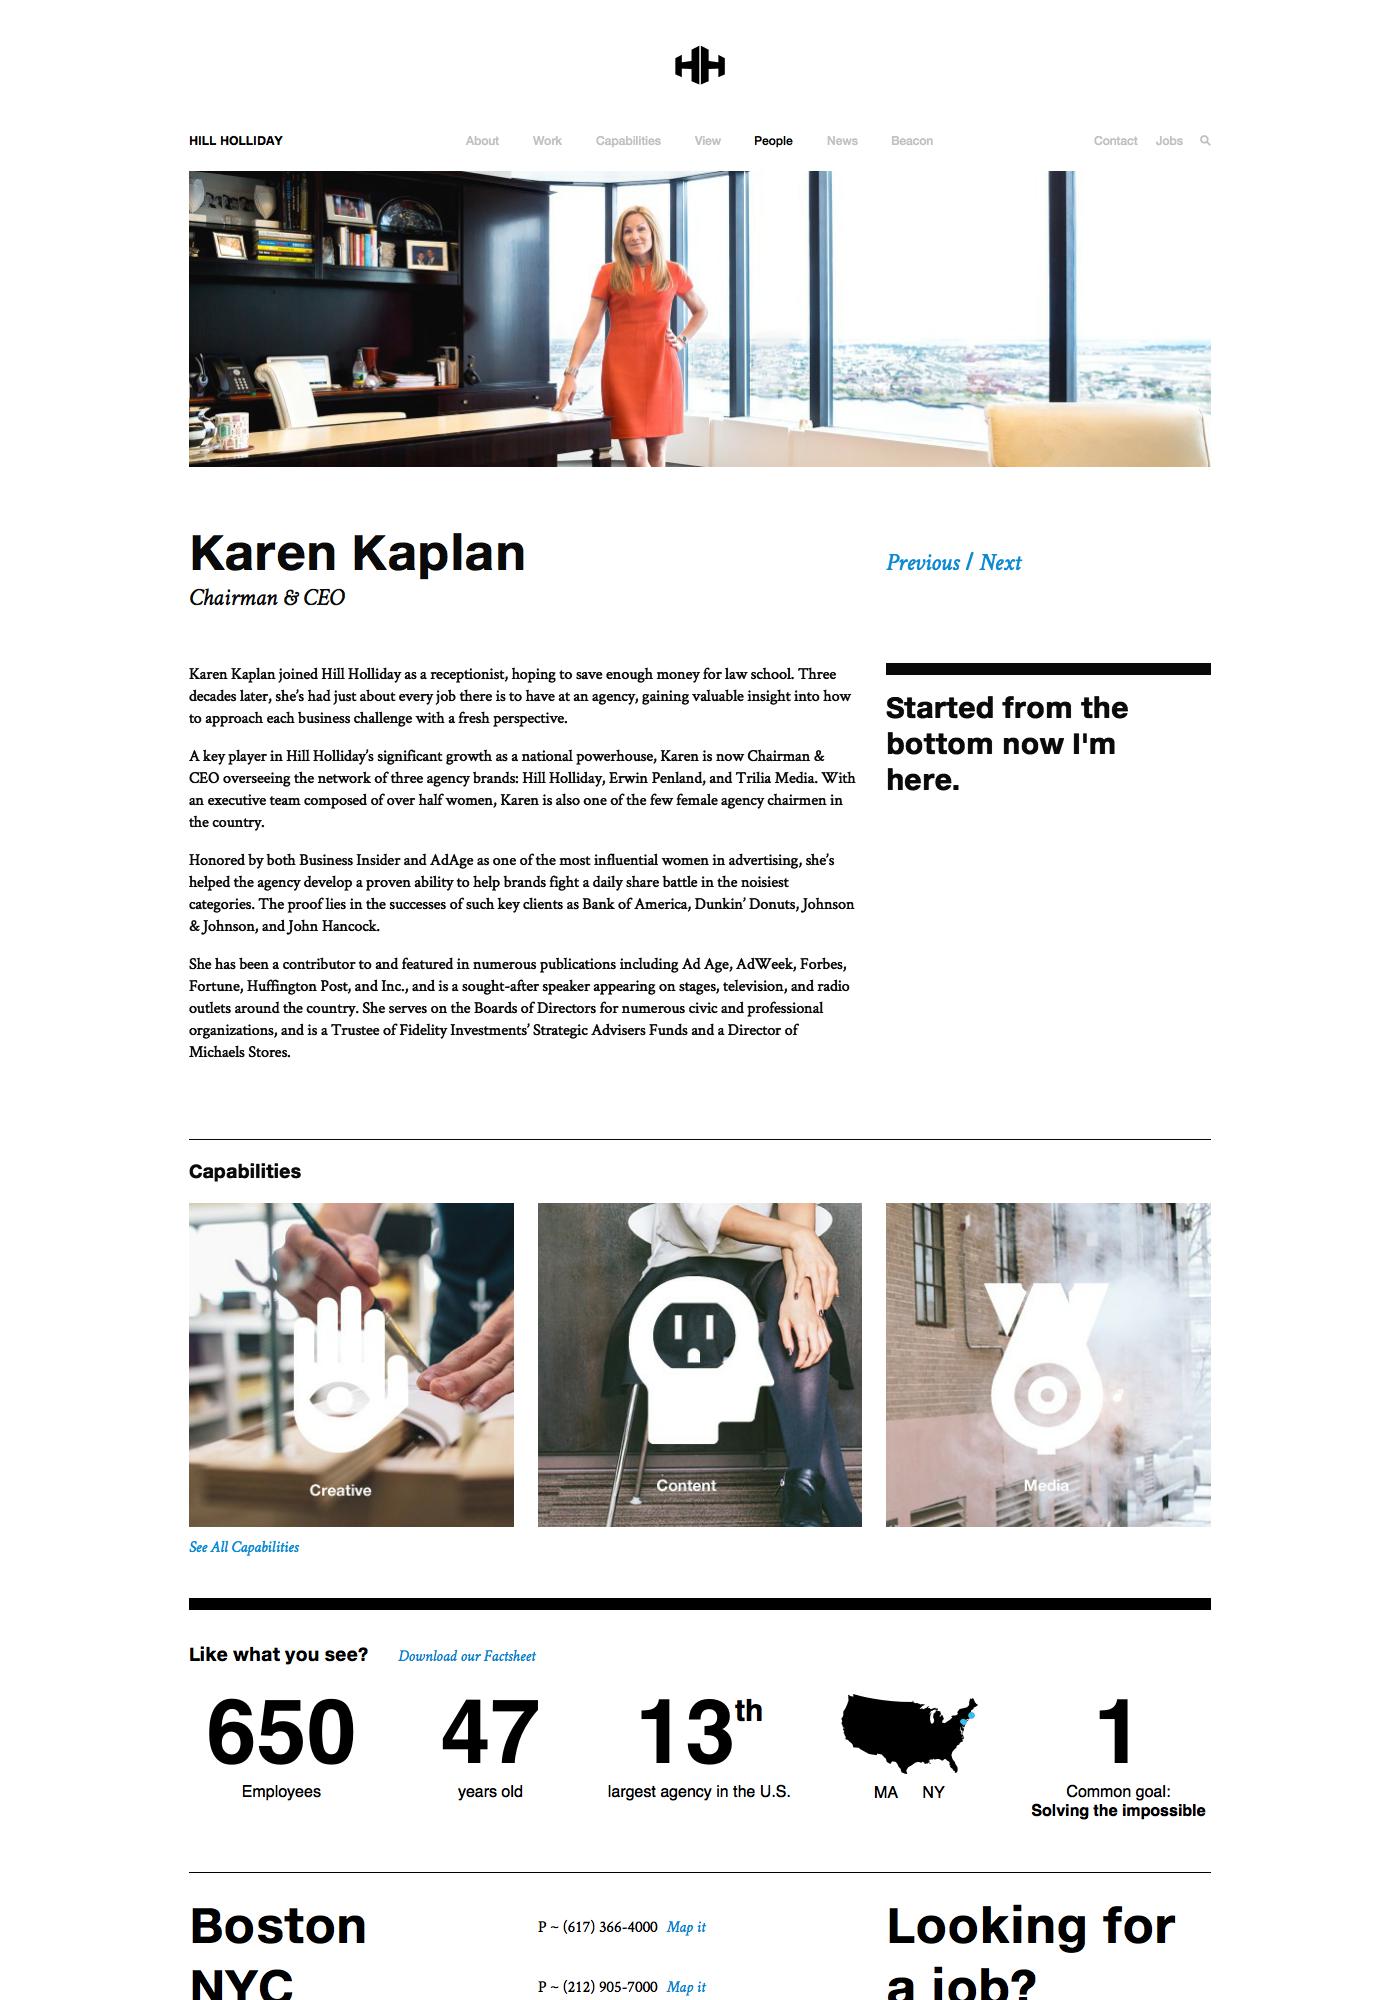 HH
HILL HOLLIDAY
About Work Capabilities View People News Beacon
Contact Jobs
Karen Kaplan
Chairman & CEO
Previous / Next
Karen Kaplan joined Hill Holliday as a receptionist, hoping to save enough money for law school. Three
decades later, she’s had just about every job there is to have at an agency, gaining valuable insight into how
to approach each business challenge with a fresh perspective.
A key player in Hill Holliday’s significant growth as a national powerhouse, Karen is now Chairman &
CEO overseeing the network of three agency brands: Hill Holliday, Erwin Penland, and Trilia Media. With
an executive team composed of over half women, Karen is also one of the few female agency chairmen in
the country.
Honored by both Business Insider and AdAge as one of the most influential women in advertising, she’s
helped the agency develop a proven ability to help brands fight a daily share battle in the noisiest
categories. The proof lies in the successes of such key clients as Bank of America, Dunkin’ Donuts, Johnson
& Johnson, and John Hancock.
She has been a contributor to and featured in numerous publications including Ad Age, AdWeek, Forbes,
Fortune, Huffington Post, and Inc., and is a sought-after speaker appearing on stages, television, and radio
outlets around the country. She serves on the Boards of Directors for numerous civic and professional
organizations, and is a Trustee of Fidelity Investments’ Strategic Advisers Funds and a Director of
Michaels Stores.
Started from the
bottom now I'm
here.
Capabilities
Creative
Content
Media
See All Capabilities
Like what you see? Download our Factsheet
650
Employees
47
years old
13th
largest agency in the U.S.
MA NY
1
Common goal:
Solving the impossible
Boston
P ~ (617) 366-4000 Map it
NYC
P ~ (212) 905-7000 Map it
Looking for
a job?